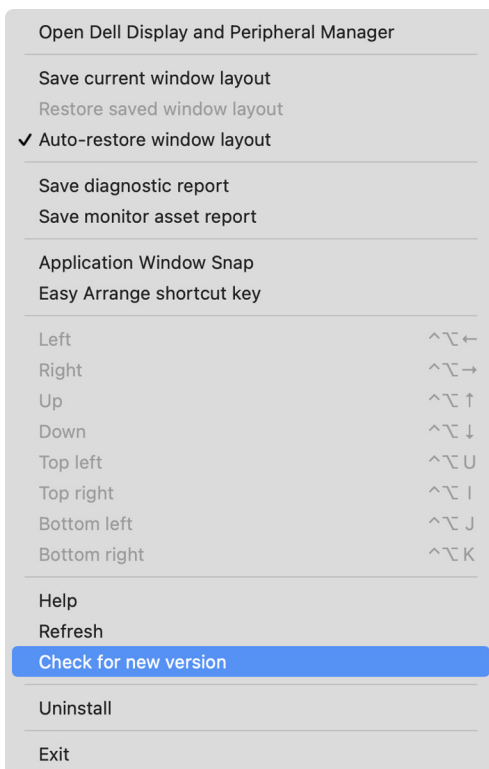 Open Dell Display and Peripheral Manager
Save current window layout
Restore saved window layout
✓ Auto-restore window layout
Save diagnostic report
Save monitor asset report
Application Window Snap
Easy Arrange shortcut key
Left ^⌥←
Right ^⌥→
Up ^⌥↑
Down ^⌥↓
Top left ^⌥U
Top right ^⌥I
Bottom left ^⌥J
Bottom right ^⌥K
Help
Refresh
Check for new version
Uninstall
Exit